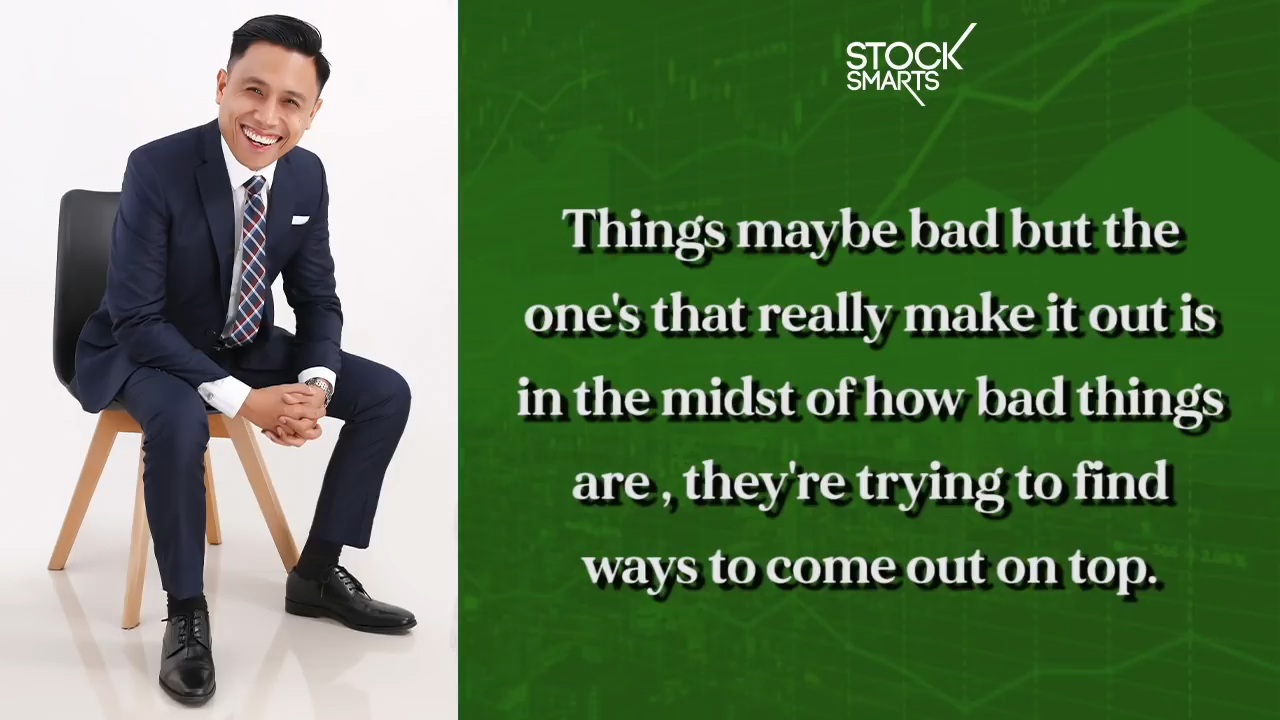 STOCK
SMARTS
Things maybe bad but the
one's that really make it out is
in the midst of how bad things
are , they're trying to find
ways to come out on top.